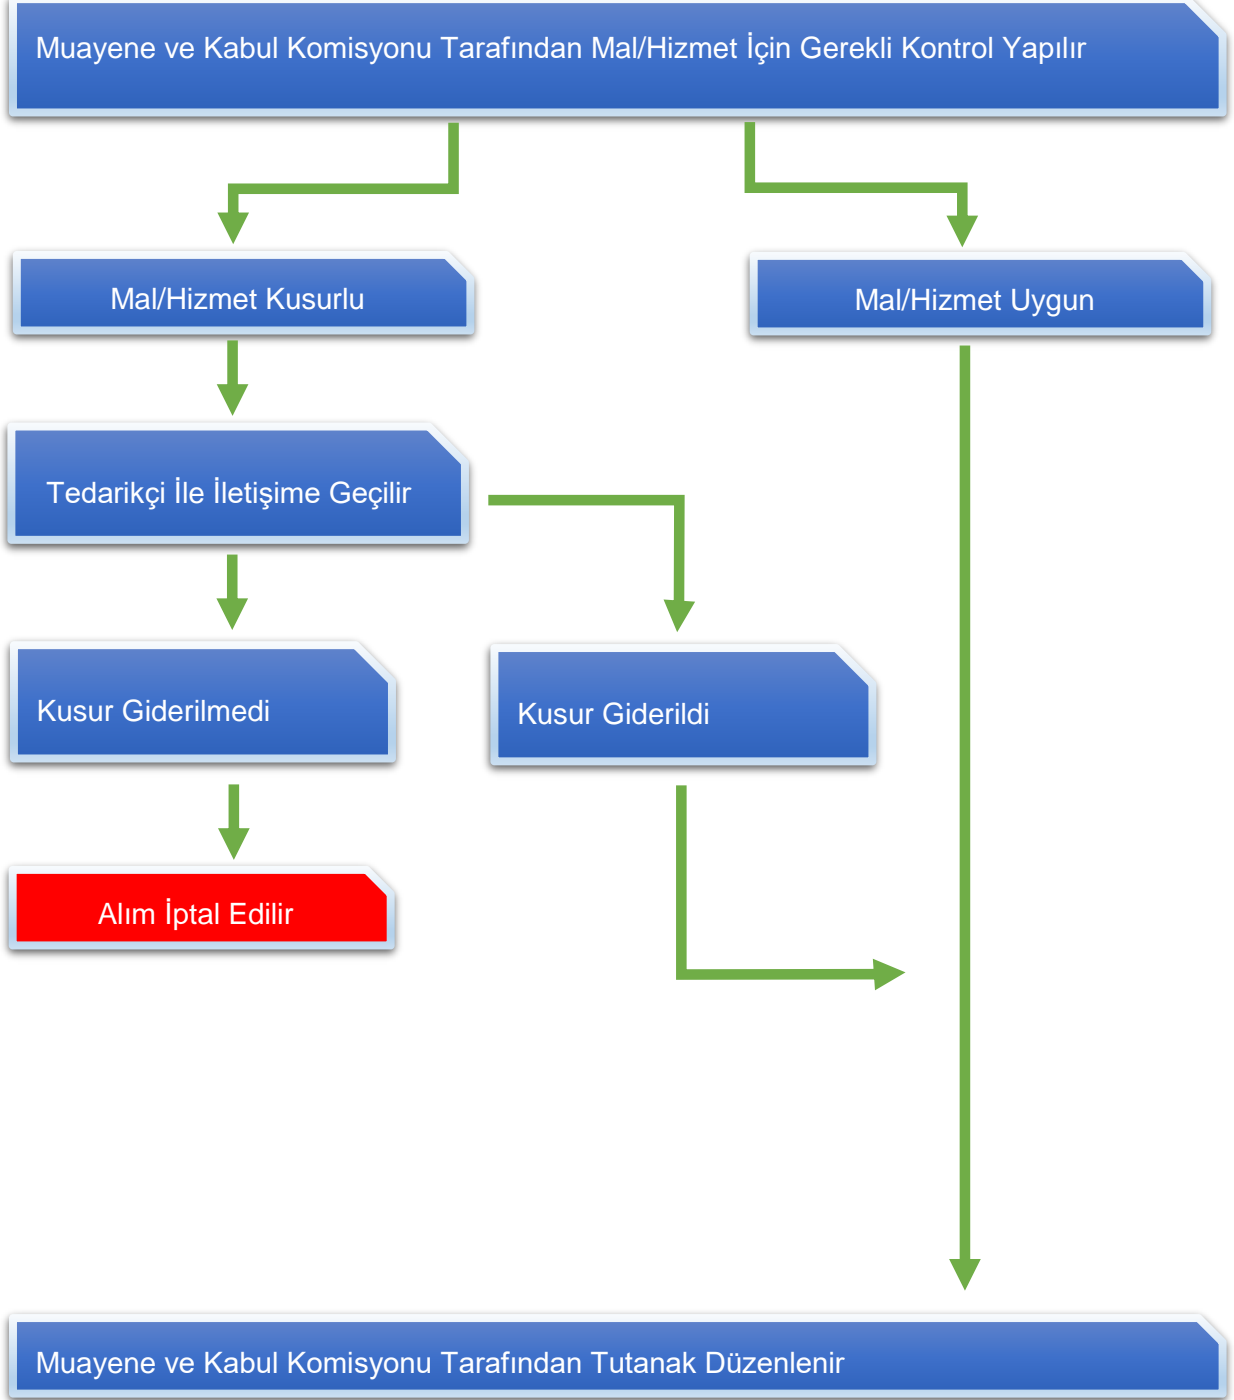 Muayene ve Kabul Komisyonu Tarafından Mal/Hizmet İçin Gerekli Kontrol Yapılır
Mal/Hizmet Kusurlu
Mal/Hizmet Uygun
Tedarikçi İle İletişime Geçilir
Kusur Giderilmedi
Kusur Giderildi
Alım İptal Edilir
Muayene ve Kabul Komisyonu Tarafından Tutanak Düzenlenir